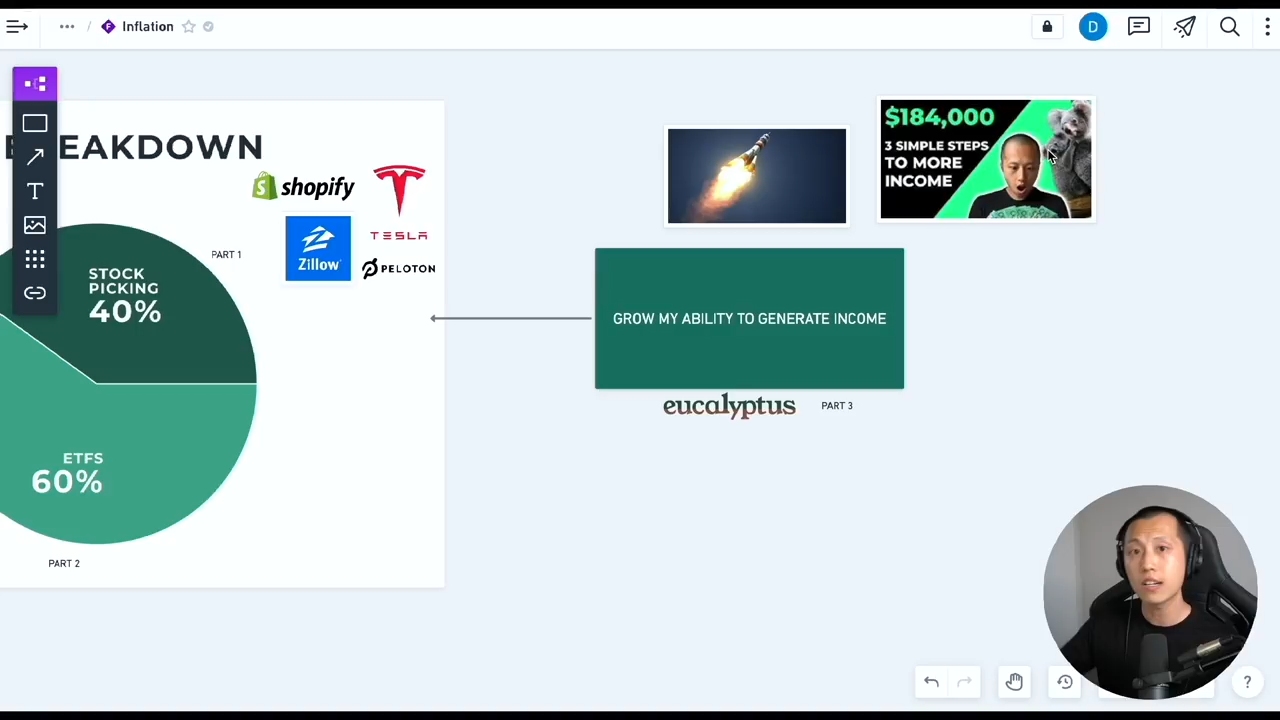 Inflation
D
BREAKDOWN
shopify
TESLA
Zillow
PELOTON
PART 1
STOCK
PICKING
40%
ETFS
60%
PART 2
$184,000
3 SIMPLE STEPS
TO MORE
INCOME
GROW MY ABILITY TO GENERATE INCOME
eucalyptus
PART 3